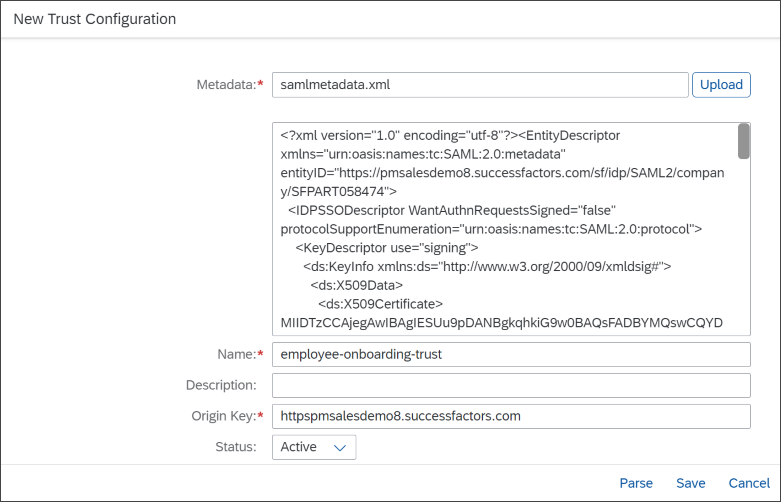 New Trust Configuration
Metadata:* samlmetadata.xml Upload
<?xml version="1.0" encoding="utf-8"?><EntityDescriptor
xmlns="urn:oasis:names:tc:SAML:2.0:metadata"
entityID="https://pmsalesdemo8.successfactors.com/sf/idp/SAML2/compan
y/SFPART058474">
<IDPSSODescriptor WantAuthnRequestsSigned="false"
protocolSupportEnumeration="urn:oasis:names:tc:SAML:2.0:protocol">
<KeyDescriptor use="signing">
<ds:KeyInfo xmlns:ds="http://www.w3.org/2000/09/xmldsig#">
<ds:X509Data>
<ds:X509Certificate>
MIIDTzCCAjegAwIBAgIESUu9pDANBgkqhkiG9w0BAQsFADBYMQswCQYD
Name:* employee-onboarding-trust
Description:
Origin Key:* httpspmsalesdemo8.successfactors.com
Status: Active
Parse Save Cancel